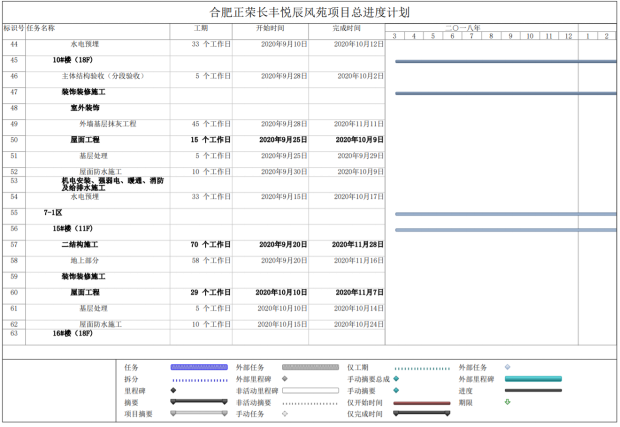 合肥正荣长丰悦辰风苑项目总进度计划
标识号 任务名称 工期 开始时间 完成时间 二〇一八年
3 4 5 6 7 8 9 10 11 12 1 2
44 水电预埋 33 个工作日 2020年9月10日 2020年10月12日
45 10#楼（18F）
46 主体结构验收（分段验收） 5 个工作日 2020年9月28日 2020年10月2日
47 装饰装修施工
48 室外装饰
49 外墙基层抹灰工程 45 个工作日 2020年9月28日 2020年11月11日
50 屋面工程 15 个工作日 2020年9月25日 2020年10月9日
51 基层处理 5 个工作日 2020年9月25日 2020年9月29日
52 屋面防水施工 10 个工作日 2020年9月30日 2020年10月9日
53 机电安装、强弱电、暖通、消防
及给排水施工
54 水电预埋 33 个工作日 2020年9月15日 2020年10月17日
55 7-1区
56 15#楼（11F）
57 二结构施工 70 个工作日 2020年9月20日 2020年11月28日
58 地上部分 58 个工作日 2020年9月20日 2020年11月16日
59 装饰装修施工
60 屋面工程 29 个工作日 2020年10月10日 2020年11月7日
61 基层处理 5 个工作日 2020年10月10日 2020年10月14日
62 屋面防水施工 10 个工作日 2020年10月15日 2020年10月24日
63 16#楼（18F）
任务 外部任务 仅工期 外部任务
拆分 外部里程碑 手动摘要总成 外部里程碑
里程碑 非活动里程碑 手动摘要 进度
摘要 非活动摘要 仅开始时间 期限
项目摘要 手动任务 仅完成时间